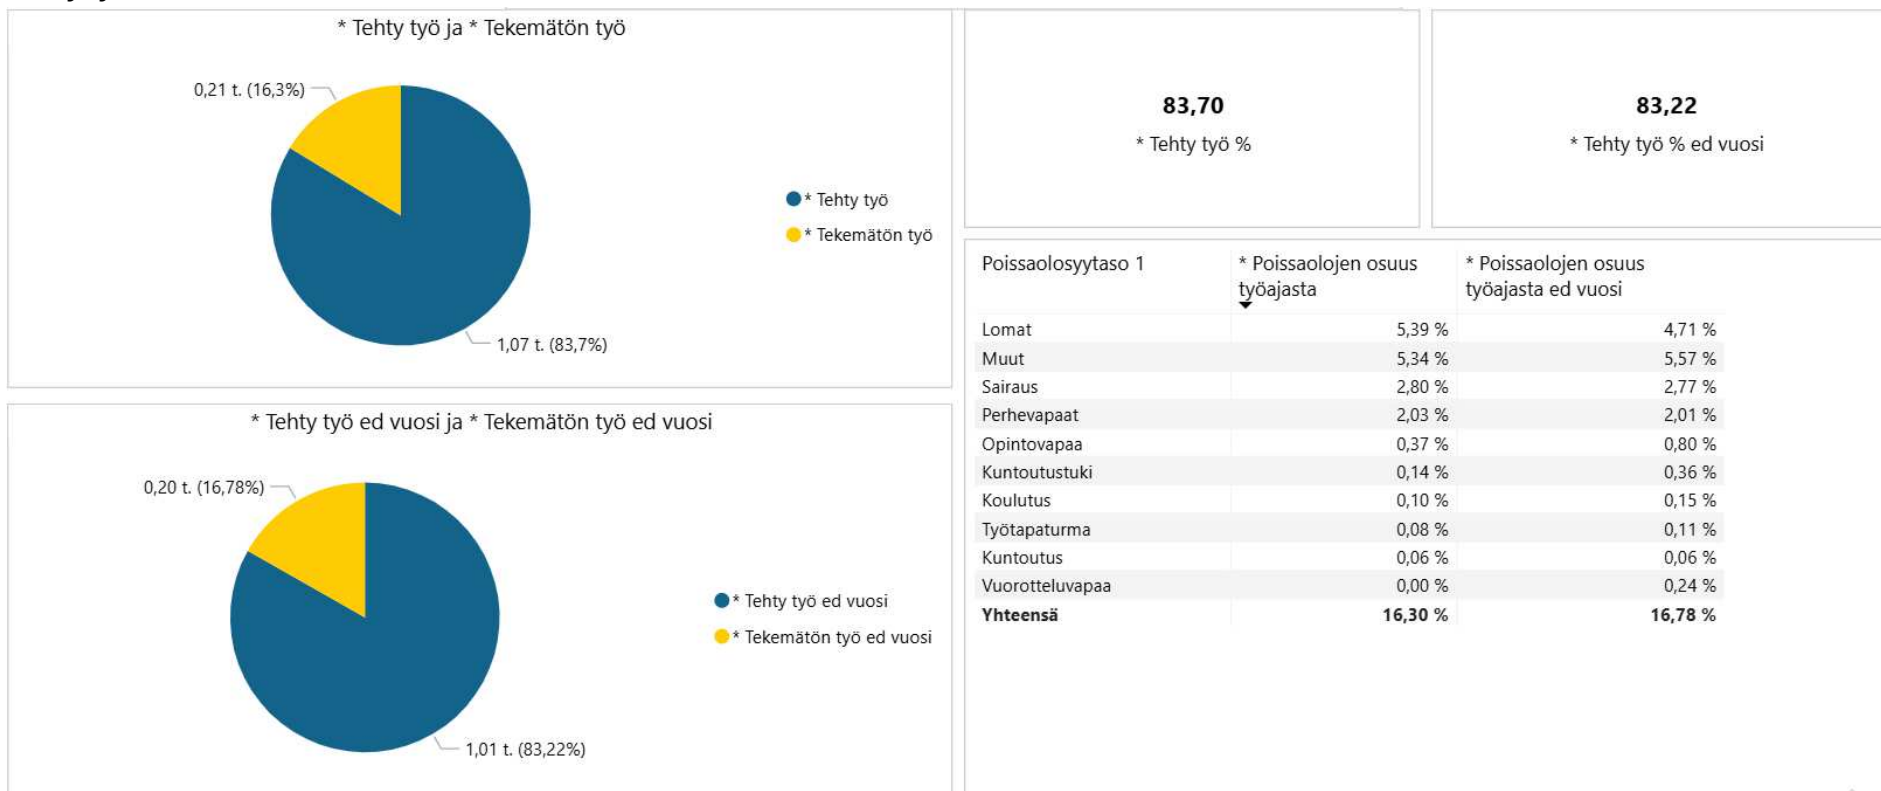 * Tehty työ ja * Tekemätön työ
0,21 t. (16,3%)
1,07 t. (83,7%)
* Tehty työ
* Tekemätön työ
83,70
* Tehty työ %
83,22
* Tehty työ % ed vuosi
* Tehty työ ed vuosi ja * Tekemätön työ ed vuosi
0,20 t. (16,78%)
1,01 t. (83,22%)
* Tehty työ ed vuosi
* Tekemätön työ ed vuosi
Poissaolosyytaso 1 * Poissaolojen osuus * Poissaolojen osuus
työajasta työajasta ed vuosi
Lomat 5,39 % 4,71 %
Muut 5,34 % 5,57 %
Sairaus 2,80 % 2,77 %
Perhevapaat 2,03 % 2,01 %
Opintovapaa 0,37 % 0,80 %
Kuntoutustuki 0,14 % 0,36 %
Koulutus 0,10 % 0,15 %
Työtapaturma 0,08 % 0,11 %
Kuntoutus 0,06 % 0,06 %
Vuorotteluvapaa 0,00 % 0,24 %
Yhteensä 16,30 % 16,78 %